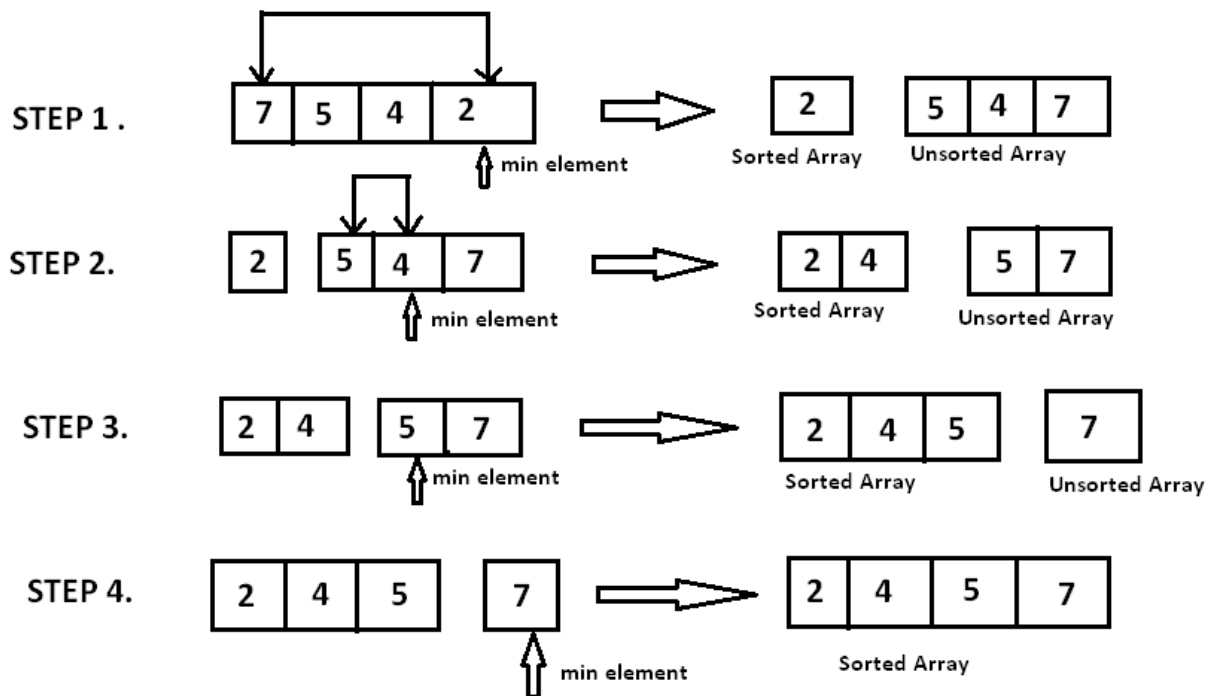 STEP 1 .
7 5 4 2
2
5 4 7
min element
Sorted Array
Unsorted Array
STEP 2.
2
5 4 7
2 4
5 7
min element
Sorted Array
Unsorted Array
STEP 3.
2 4
5 7
2 4 5
7
min element
Sorted Array
Unsorted Array
STEP 4.
2 4 5
7
2 4 5 7
min element
Sorted Array